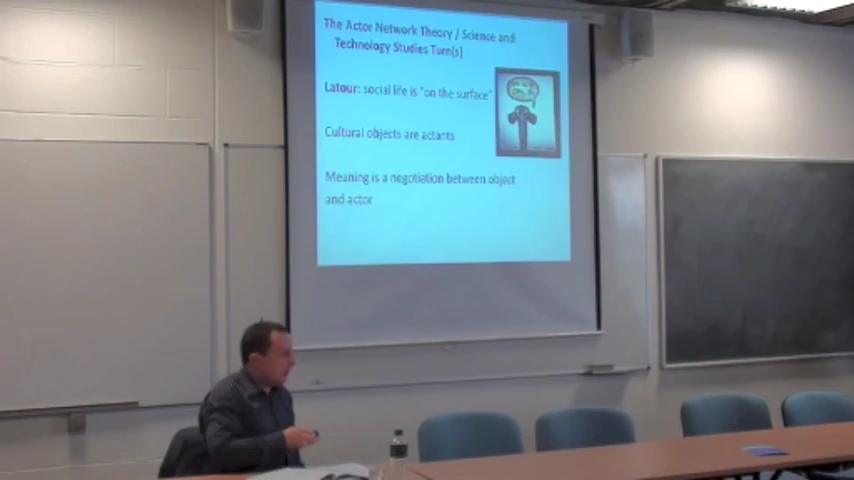 The Actor Network Theory / Science and
Technology Studies Turn(s)
Latour: social life is "on the surface"
Cultural objects are actants
Meaning is a negotiation between object
and actor